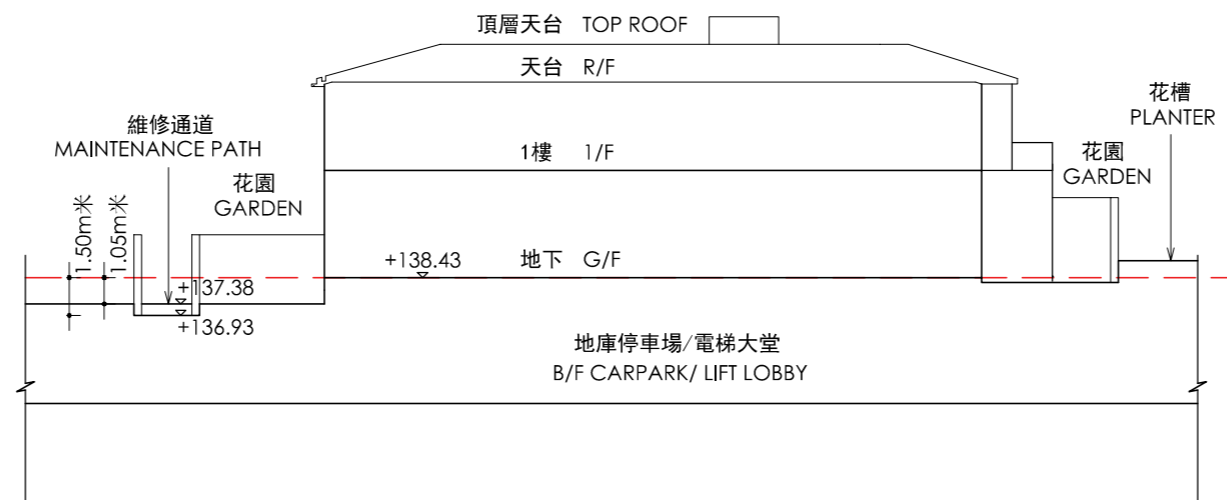 頂層天台 TOP ROOF
天台 R/F
維修通道
MAINTENANCE PATH
1樓 1/F
花槽
PLANTER
花園
GARDEN
花園
GARDEN
1.50m米
1.05m米
+138.43
地下 G/F
+137.38
+136.93
地庫停車場/電梯大堂
B/F CARPARK/ LIFT LOBBY